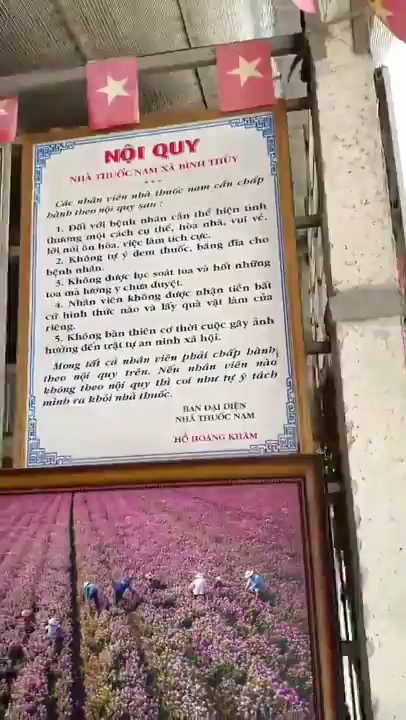 NỘI QUY
NHÀ THUỐC NAM XÃ BÌNH THỦY
Các nhân viên nhà thuốc nam cần chấp
hành theo nội quy sau :
1. Đối với bệnh nhân cần thể hiện tình
thương một cách cụ thể, hòa nhã, vui vẻ.
lời nói ôn hòa, việc làm tích cực.
2. Không tự ý đem thuốc, băng đĩa cho
bệnh nhân.
3. Không được lục soát toa và hốt những
toa mà lương y chưa duyệt.
4. Nhân viên không được nhận tiền bất
cứ hình thức nào và lấy quà vật làm của
riêng.
5. Không bàn thiên cơ thời cuộc gây ảnh
hưởng đến trật tự an ninh xã hội.
Mong tất cả nhân viên phải chấp hành
theo nội quy trên. Nếu nhân viên nào
không theo nội quy thì coi như tự ý tách
mình ra khỏi nhà thuốc.
BAN ĐẠI DIỆN
NHÀ THUỐC NAM
HỒ HOÀNG KHÂM